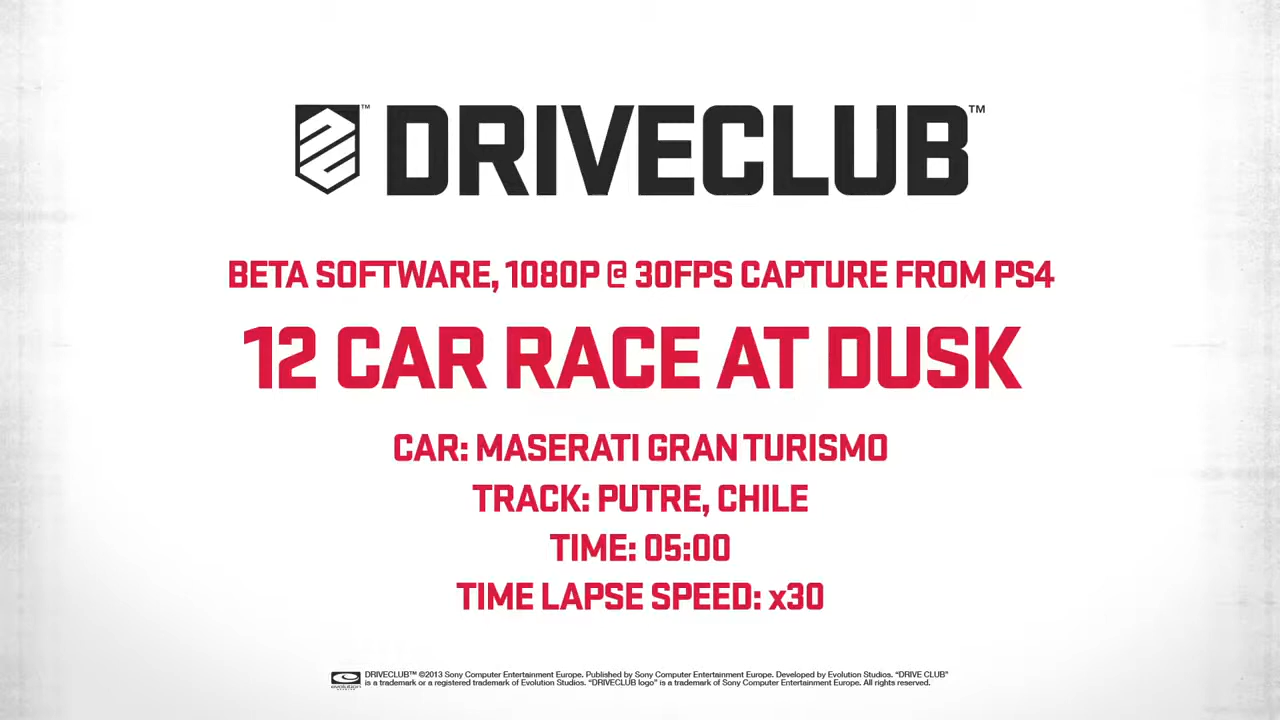 DRIVECLUB™
BETA SOFTWARE, 1080P @ 30FPS CAPTURE FROM PS4
12 CAR RACE AT DUSK
CAR: MASERATI GRAN TURISMO
TRACK: PUTRE, CHILE
TIME: 05:00
TIME LAPSE SPEED: x30
evolution
DRIVECLUB™ ©2013 Sony Computer Entertainment Europe. Published by Sony Computer Entertainment Europe. Developed by Evolution Studios. “DRIVE CLUB”
is a trademark or a registered trademark of Evolution Studios. “DRIVECLUB logo” is a trademark of Sony Computer Entertainment Europe. All rights reserved.